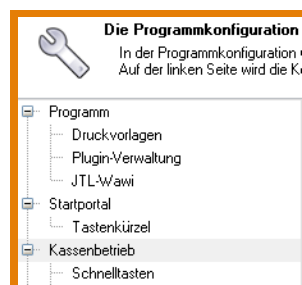 Die Programmkonfiguration
In der Programmkonfiguration
Auf der linken Seite wird die
Programm
Druckvorlagen
Plugin-Verwaltung
JTL-Wawi
Startportal
Tastenkürzel
Kassenbetrieb
Schnelltasten